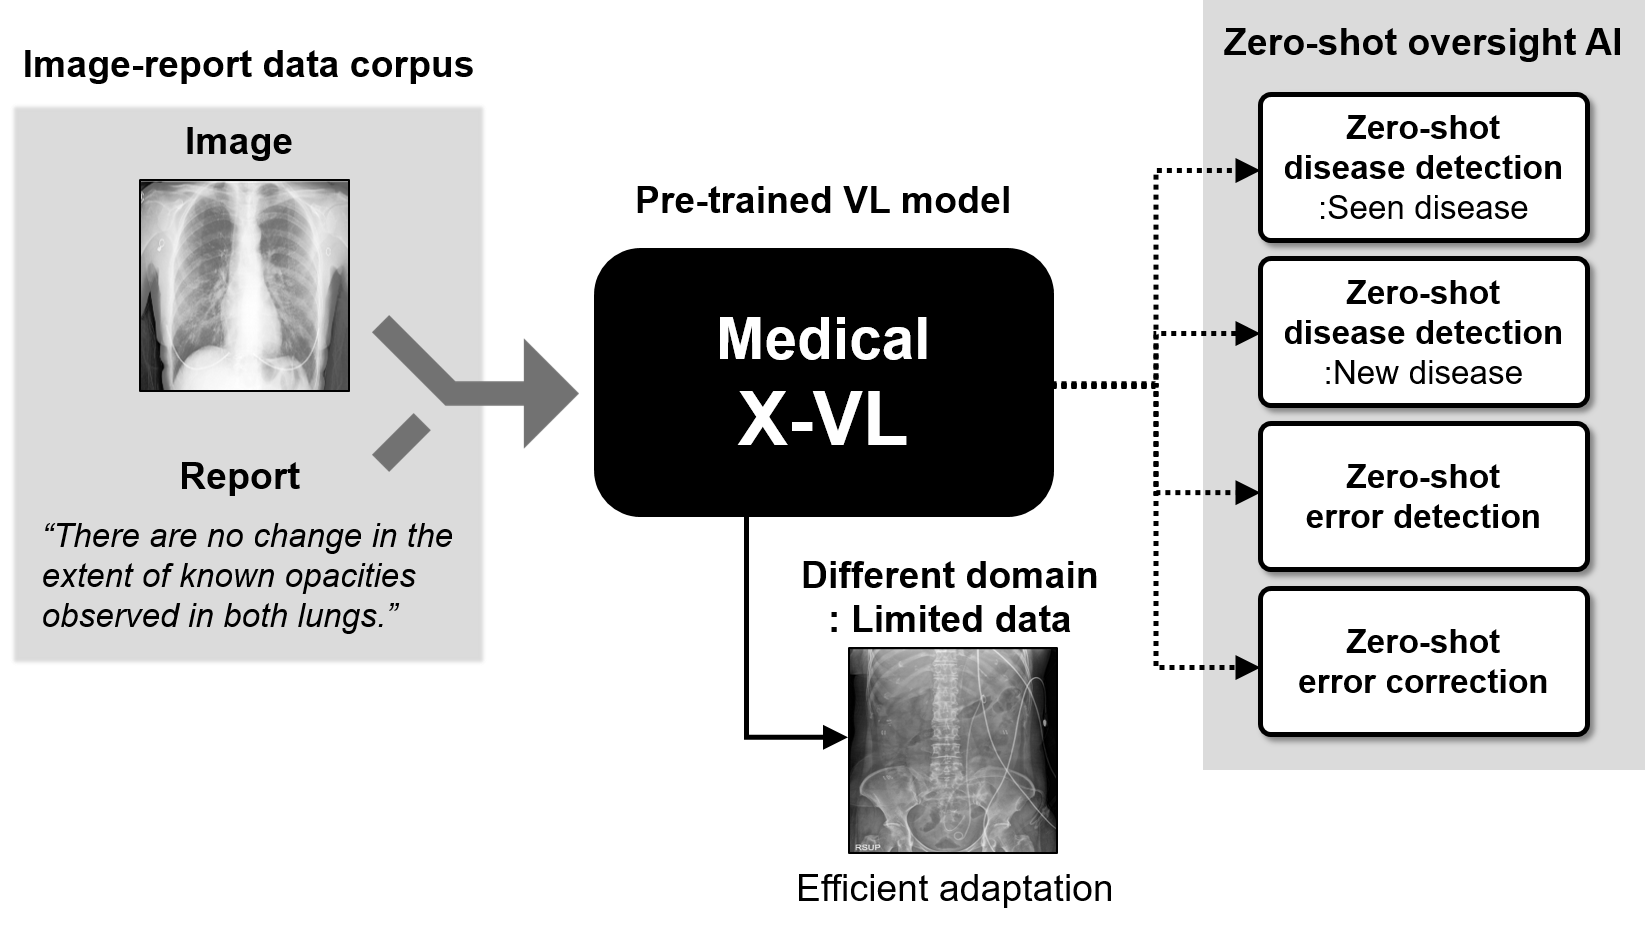 Image-report data corpus
Image
Report
“There are no change in the
extent of known opacities
observed in both lungs.”
Pre-trained VL model
Medical
X-VL
Different domain
: Limited data
RSUP
Efficient adaptation
Zero-shot oversight AI
Zero-shot
disease detection
:Seen disease
Zero-shot
disease detection
:New disease
Zero-shot
error detection
Zero-shot
error correction